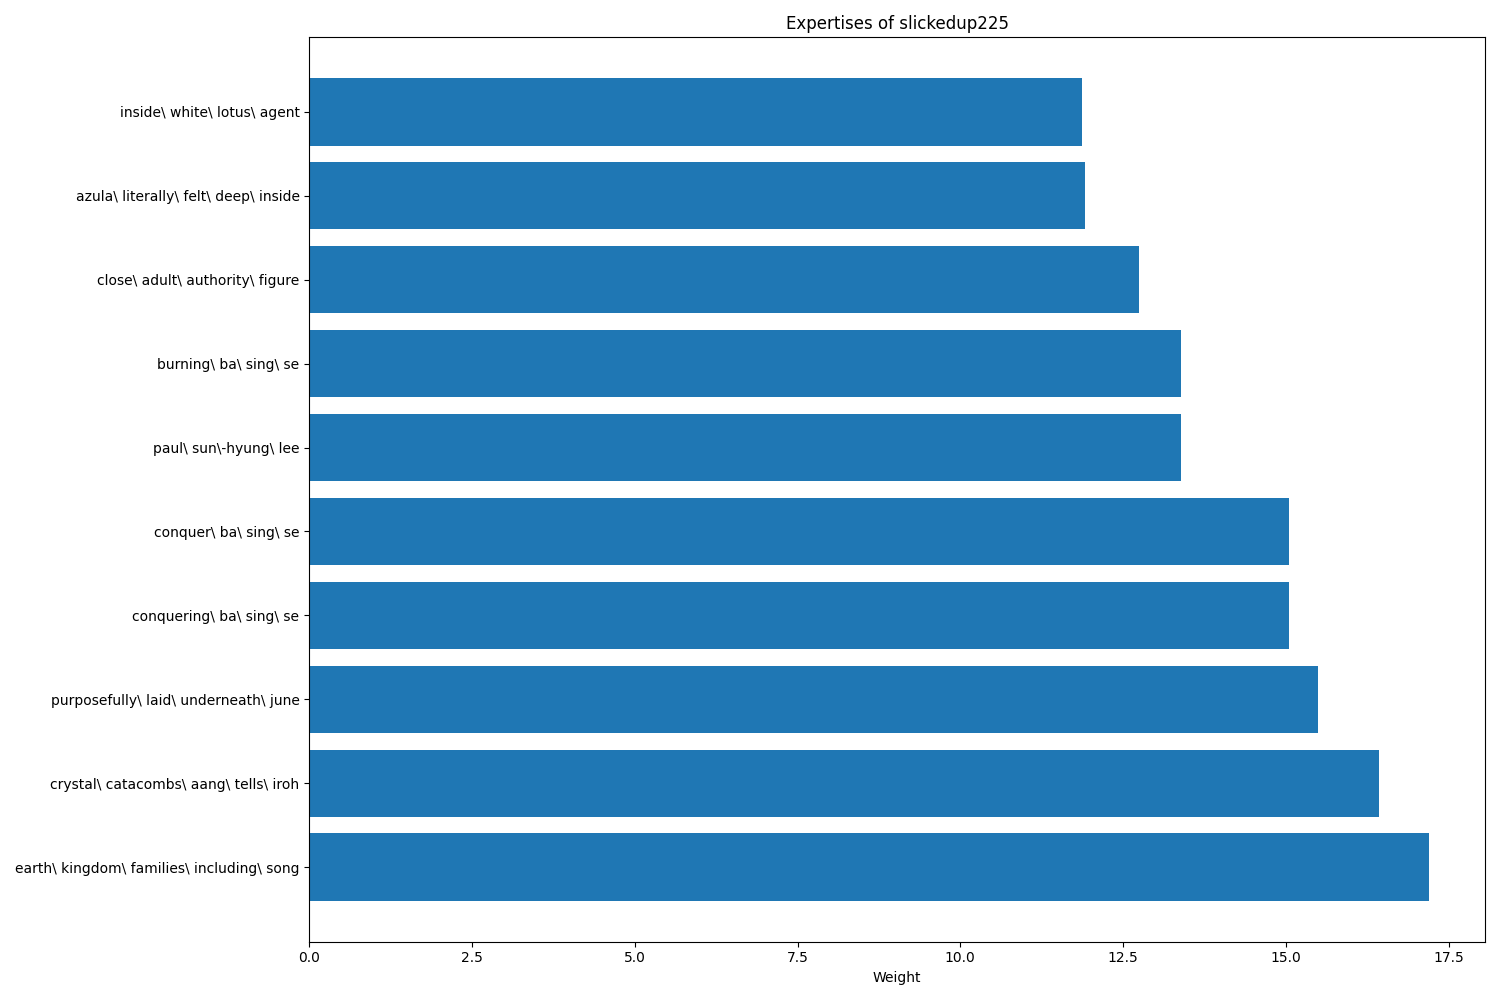 Expertises of slickedup225
inside\ white\ lotus\ agent
azula\ literally\ felt\ deep\ inside
close\ adult\ authority\ figure
burning\ ba\ sing\ se
paul\ sun\-hyung\ lee
conquer\ ba\ sing\ se
conquering\ ba\ sing\ se
purposefully\ laid\ underneath\ june
crystal\ catacombs\ aang\ tells\ iroh
earth\ kingdom\ families\ including\ song
0.0 2.5 5.0 7.5 10.0 12.5 15.0 17.5
Weight